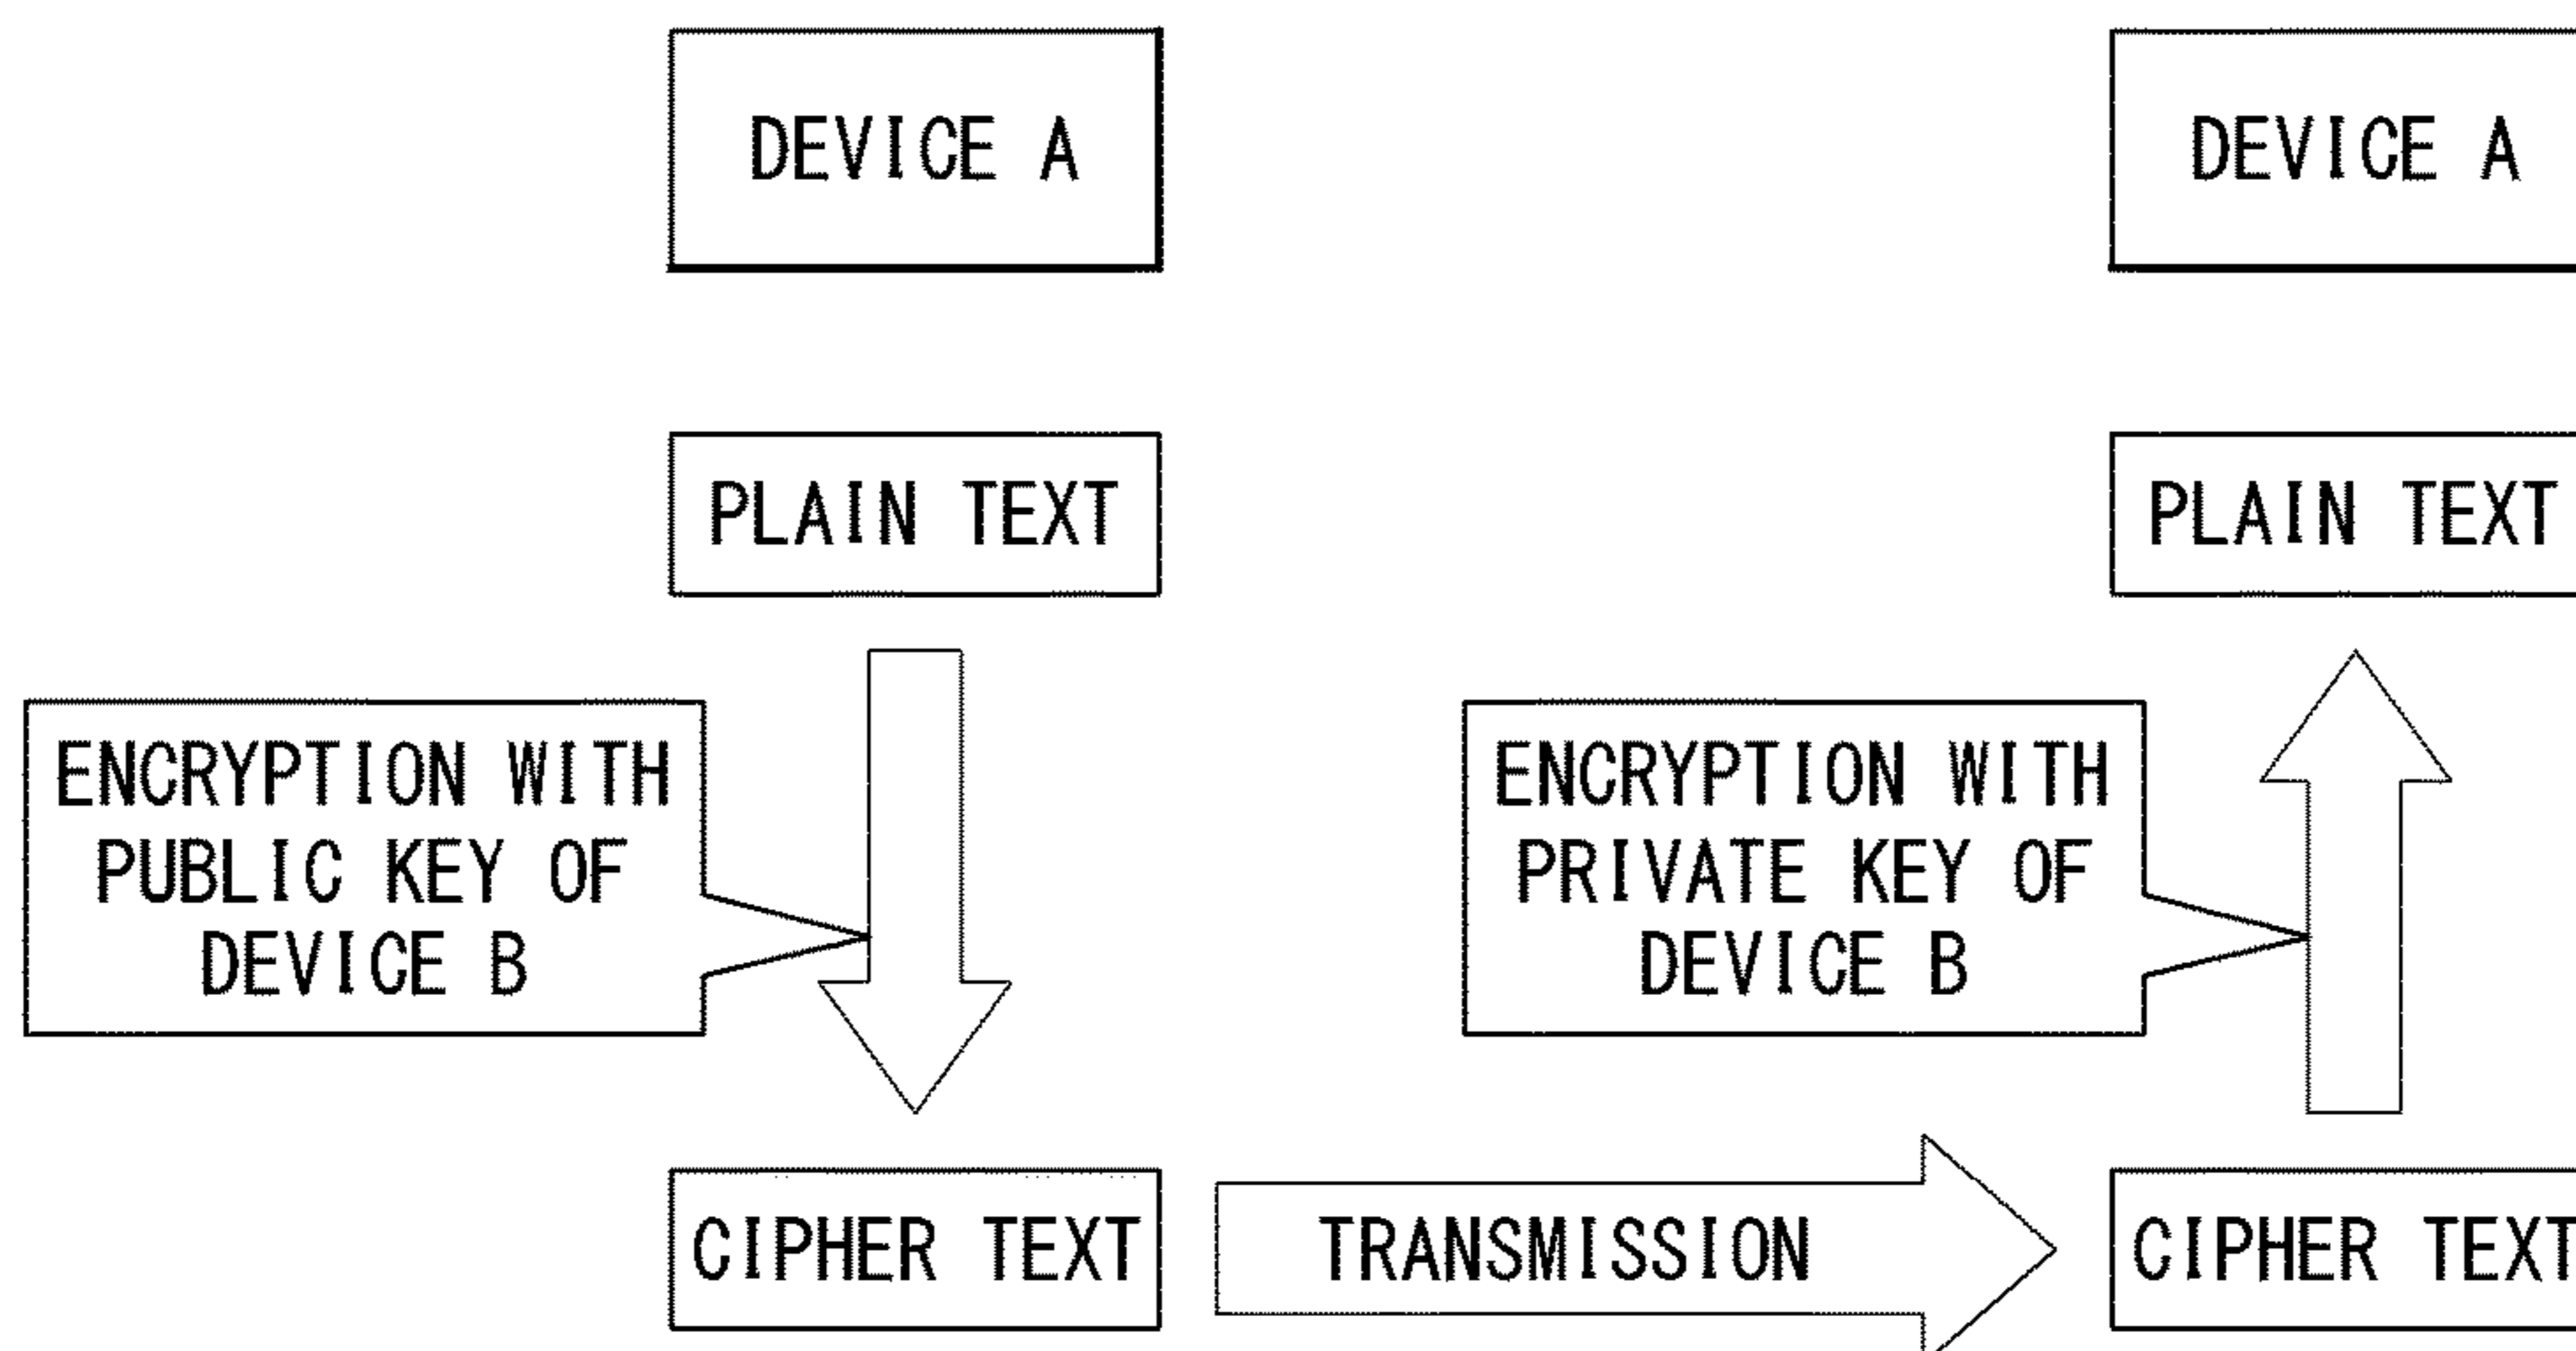 DEVICE A
DEVICE A
PLAIN TEXT
PLAIN TEXT
ENCRYPTION WITH
PUBLIC KEY OF
DEVICE B
ENCRYPTION WITH
PRIVATE KEY OF
DEVICE B
CIPHER TEXT
TRANSMISSION
CIPHER TEXT